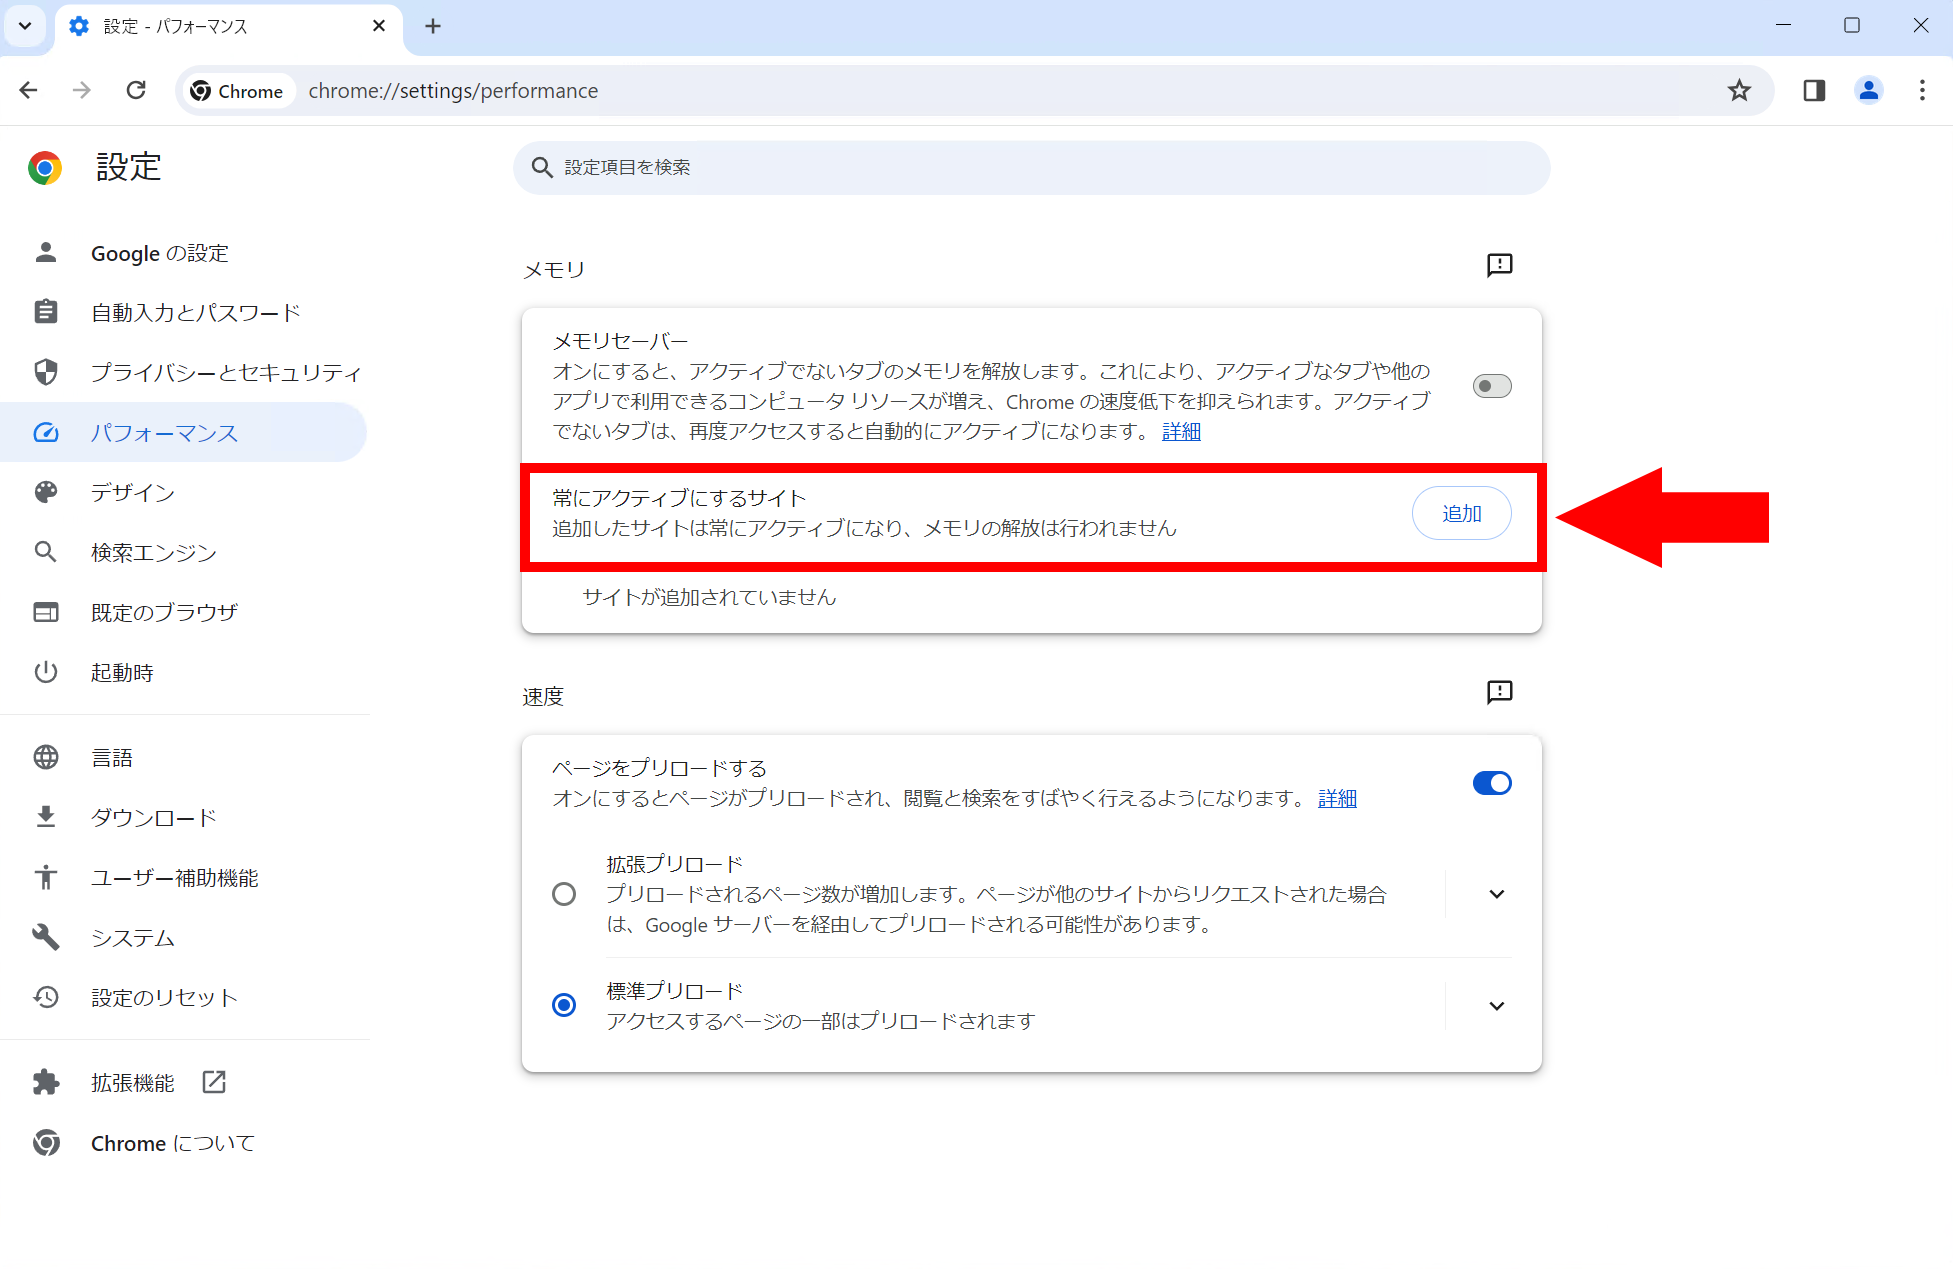 設定 - パフォーマンス
Chrome
chrome://settings/performance
設定
設定項目を検索
Google の設定
自動入力とパスワード
プライバシーとセキュリティ
パフォーマンス
デザイン
検索エンジン
既定のブラウザ
起動時
言語
ダウンロード
ユーザー補助機能
システム
設定のリセット
拡張機能
Chrome について
メモリ
メモリセーバー
オンにすると、アクティブでないタブのメモリを解放します。これにより、アクティブなタブや他の
アプリで利用できるコンピュータ リソースが増え、Chrome の速度低下を抑えられます。アクティブ
でないタブは、再度アクセスすると自動的にアクティブになります。 詳細
常にアクティブにするサイト
追加したサイトは常にアクティブになり、メモリの解放は行われません
追加
サイトが追加されていません
速度
ページをプリロードする
オンにするとページがプリロードされ、閲覧と検索をすばやく行えるようになります。 詳細
拡張プリロード
プリロードされるページ数が増加します。ページが他のサイトからリクエストされた場合
は、Google サーバーを経由してプリロードされる可能性があります。
標準プリロード
アクセスするページの一部はプリロードされます